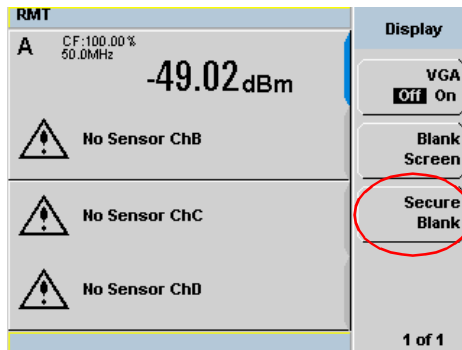 RMT
A
CF:100.00%
50.0MHz
-49.02dBm
No Sensor ChB
No Sensor ChC
No Sensor ChD
Display
VGA
Off On
Blank
Screen
Secure
Blank
1 of 1